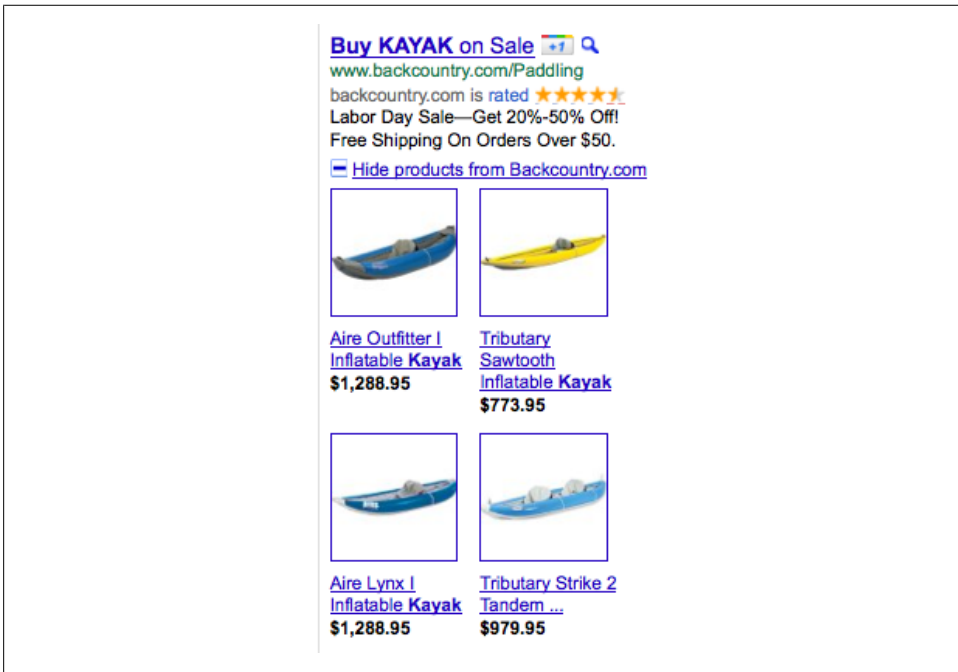 Buy KAYAK on Sale +1
www.backcountry.com/Paddling
backcountry.com is rated
Labor Day Sale—Get 20%-50% Off!
Free Shipping On Orders Over $50.
Hide products from Backcountry.com
Aire Outfitter I
Inflatable Kayak
$1,288.95
Tributary
Sawtooth
Inflatable Kayak
$773.95
Aire Lynx I
Inflatable Kayak
$1,288.95
Tributary Strike 2
Tandem ...
$979.95